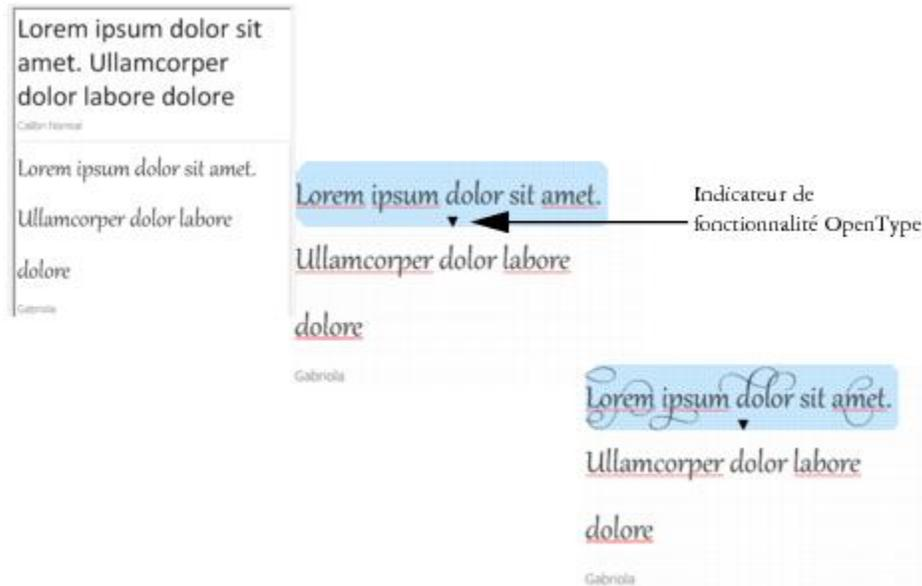 Lorem ipsum dolor sit
amet. Ullamcorper
dolor labore dolore
Calibri Normal
Lorem ipsum dolor sit amet.
Ullamcorper dolor labore
dolore
Gabriola
Lorem ipsum dolor sit amet.
Ullamcorper dolor labore
dolore
Gabriola
Indicateur de
fonctionnalité OpenType
Lorem ipsum dolor sit amet.
Ullamcorper dolor labore
dolore
Gabriola